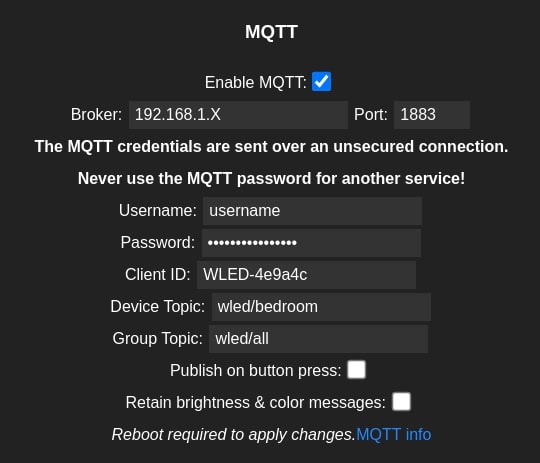 MQTT
Enable MQTT:
Broker: 192.168.1.X Port: 1883
The MQTT credentials are sent over an unsecured connection.
Never use the MQTT password for another service!
Username: username
Password: ••••••••••••••••
Client ID: WLED-4e9a4c
Device Topic: wled/bedroom
Group Topic: wled/all
Publish on button press:
Retain brightness & color messages:
Reboot required to apply changes.MQTT info